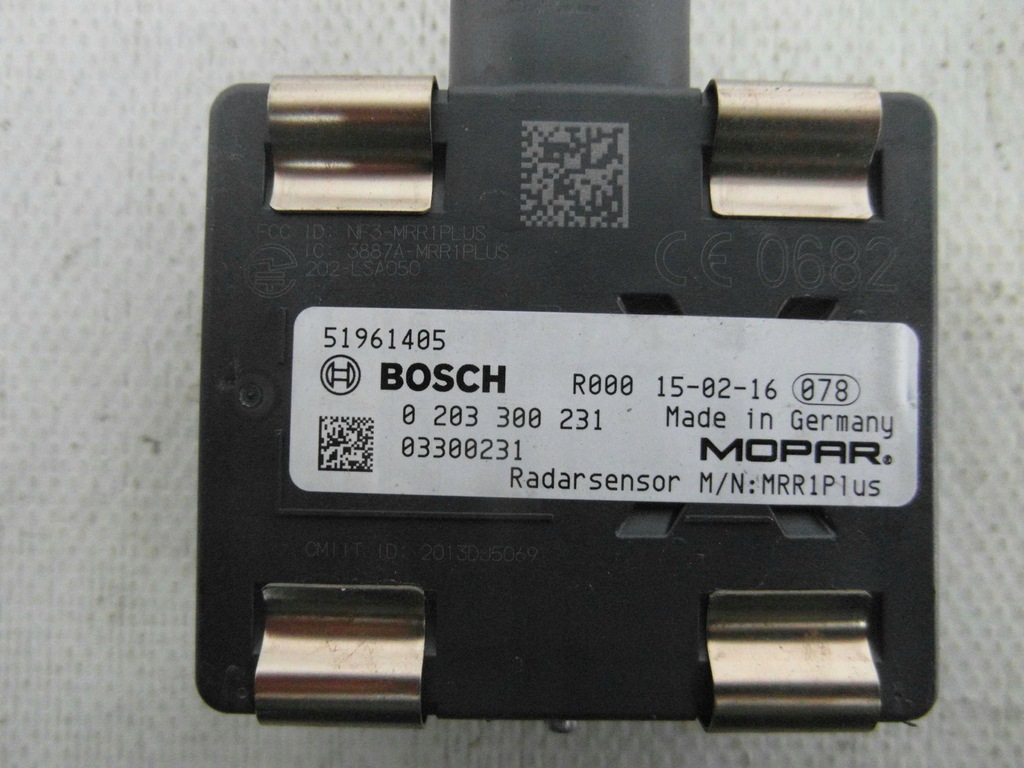 FCC ID: NF3-MRR1PLUS
IC: 3887A-MRR1PLUS
202-LSA050
CE 0682
51961405
BOSCH R000 15-02-16 078
0 203 300 231 Made in Germany
03300231 MOPAR®
Radarsensor M/N:MRR1Plus
CMIIT ID: 2013DJ5069